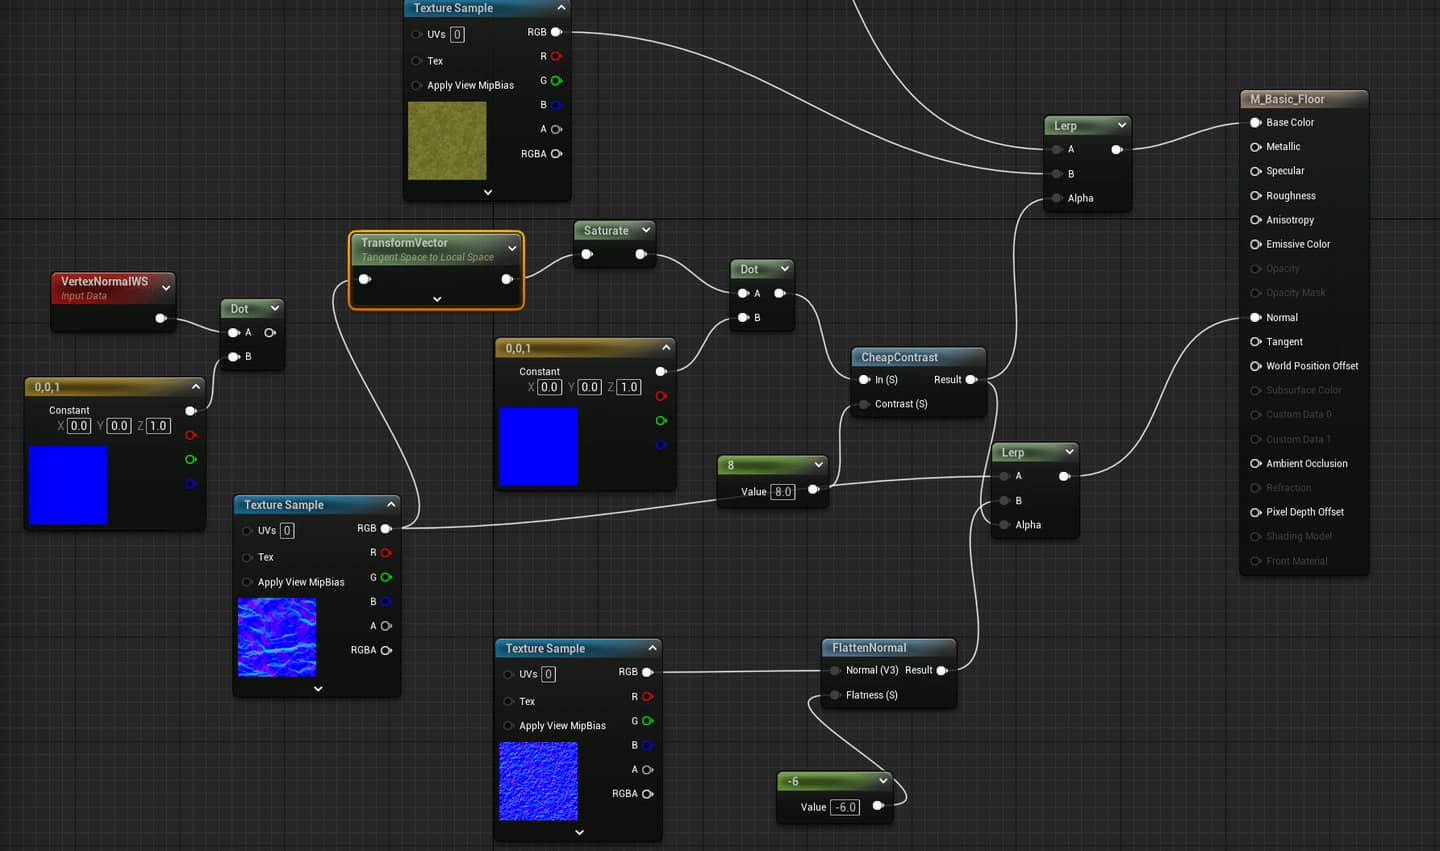 Texture Sample
UVs 0
RGB
R
Tex
G
Apply View MipBias
B
A
RGBA
M_Basic_Floor
Base Color
Metallic
Specular
Roughness
Anisotropy
Emissive Color
Opacity
Opacity Mask
Normal
Tangent
World Position Offset
Subsurface Color
Custom Data 0
Custom Data 1
Ambient Occlusion
Refraction
Pixel Depth Offset
Shading Model
Front Material
Lerp
A
B
Alpha
TransformVector
Tangent Space to Local Space
Saturate
VertexNormalWS
Input Data
Dot
A
B
Dot
A
B
0,0,1
Constant
X 0.0 Y 0.0 Z 1.0
0,0,1
Constant
X 0.0 Y 0.0 Z 1.0
CheapContrast
In (S) Result
Contrast (S)
8
Value 8.0
Lerp
A
B
Alpha
Texture Sample
UVs 0
RGB
R
Tex
G
Apply View MipBias
B
A
RGBA
Texture Sample
UVs 0
RGB
R
Tex
G
Apply View MipBias
B
A
RGBA
FlattenNormal
Normal (V3) Result
Flatness (S)
-6
Value -6.0